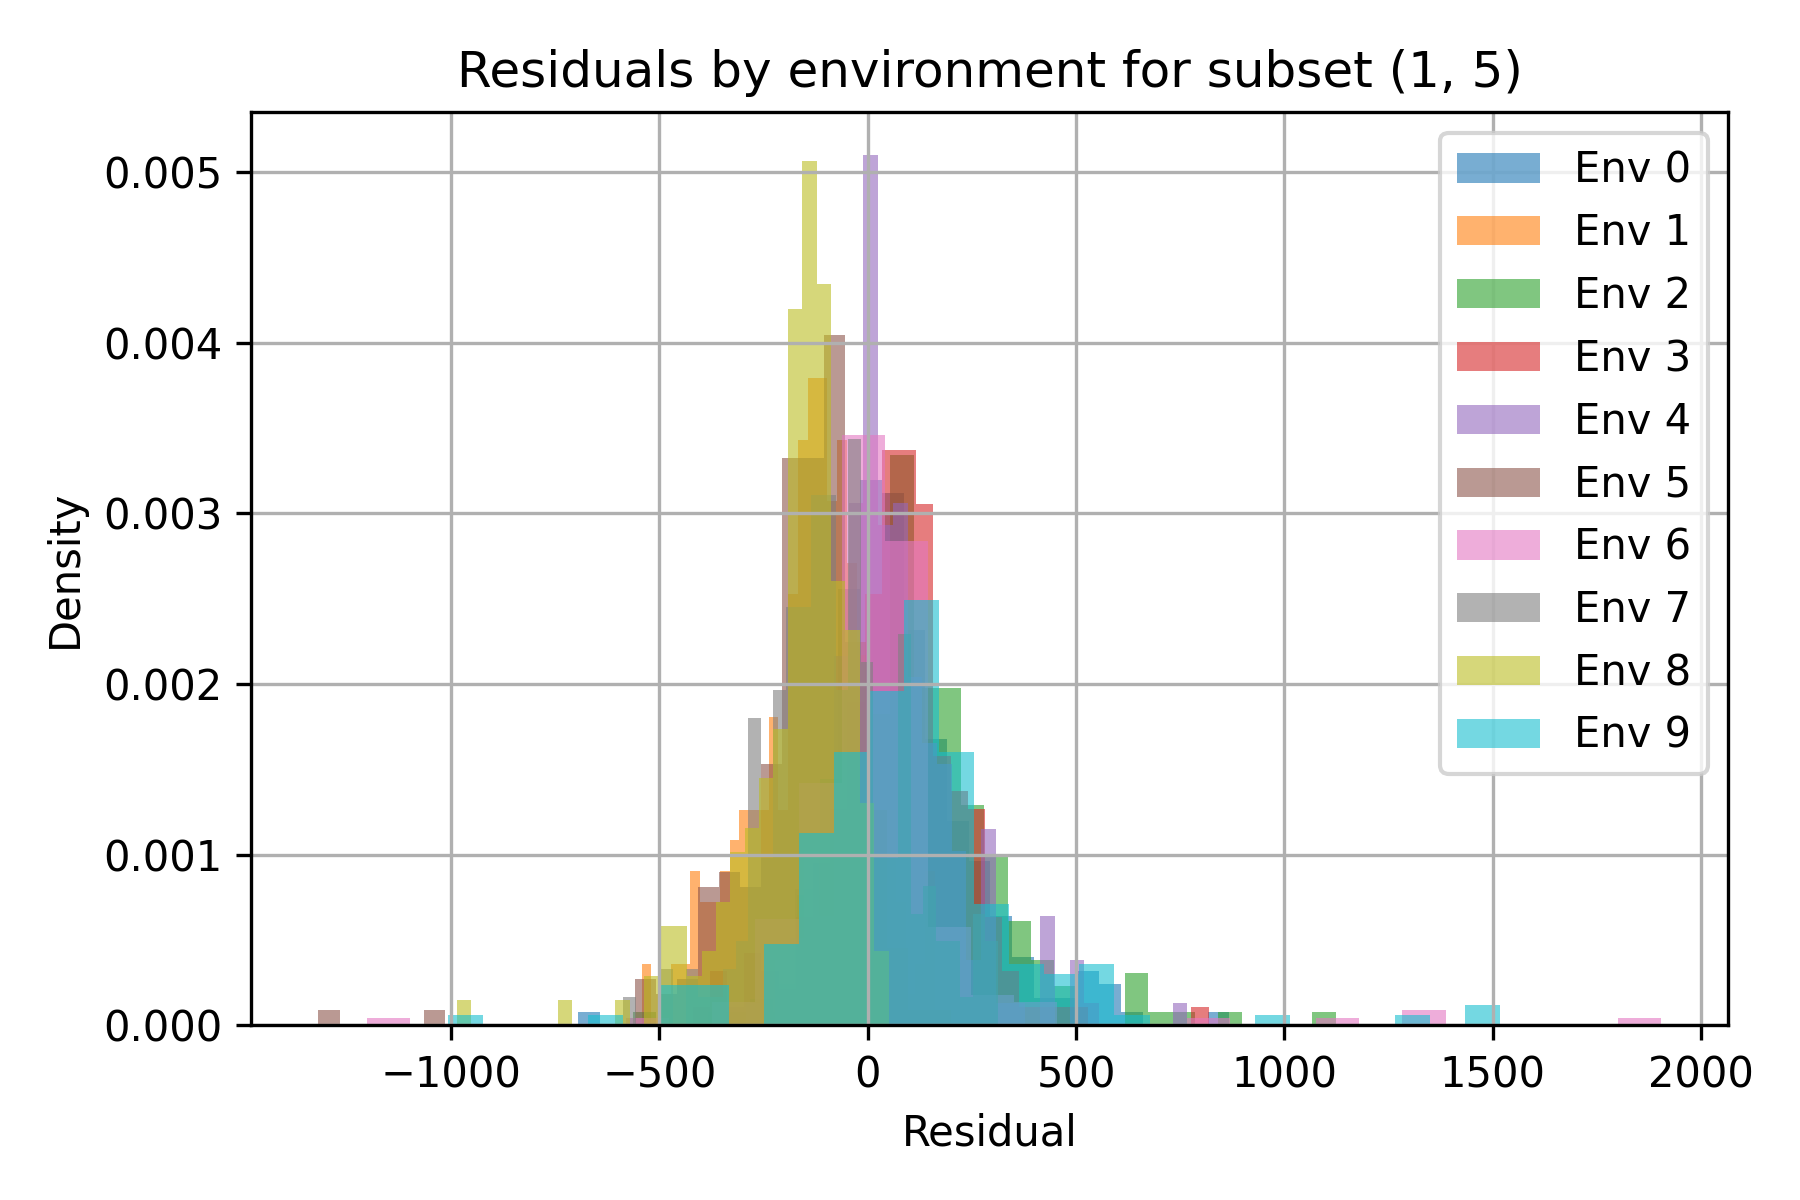 Residuals by environment for subset (1, 5)
Density
0.005
0.004
0.003
0.002
0.001
0.000
−1000
−500
0
500
1000
1500
2000
Residual
Env 0
Env 1
Env 2
Env 3
Env 4
Env 5
Env 6
Env 7
Env 8
Env 9